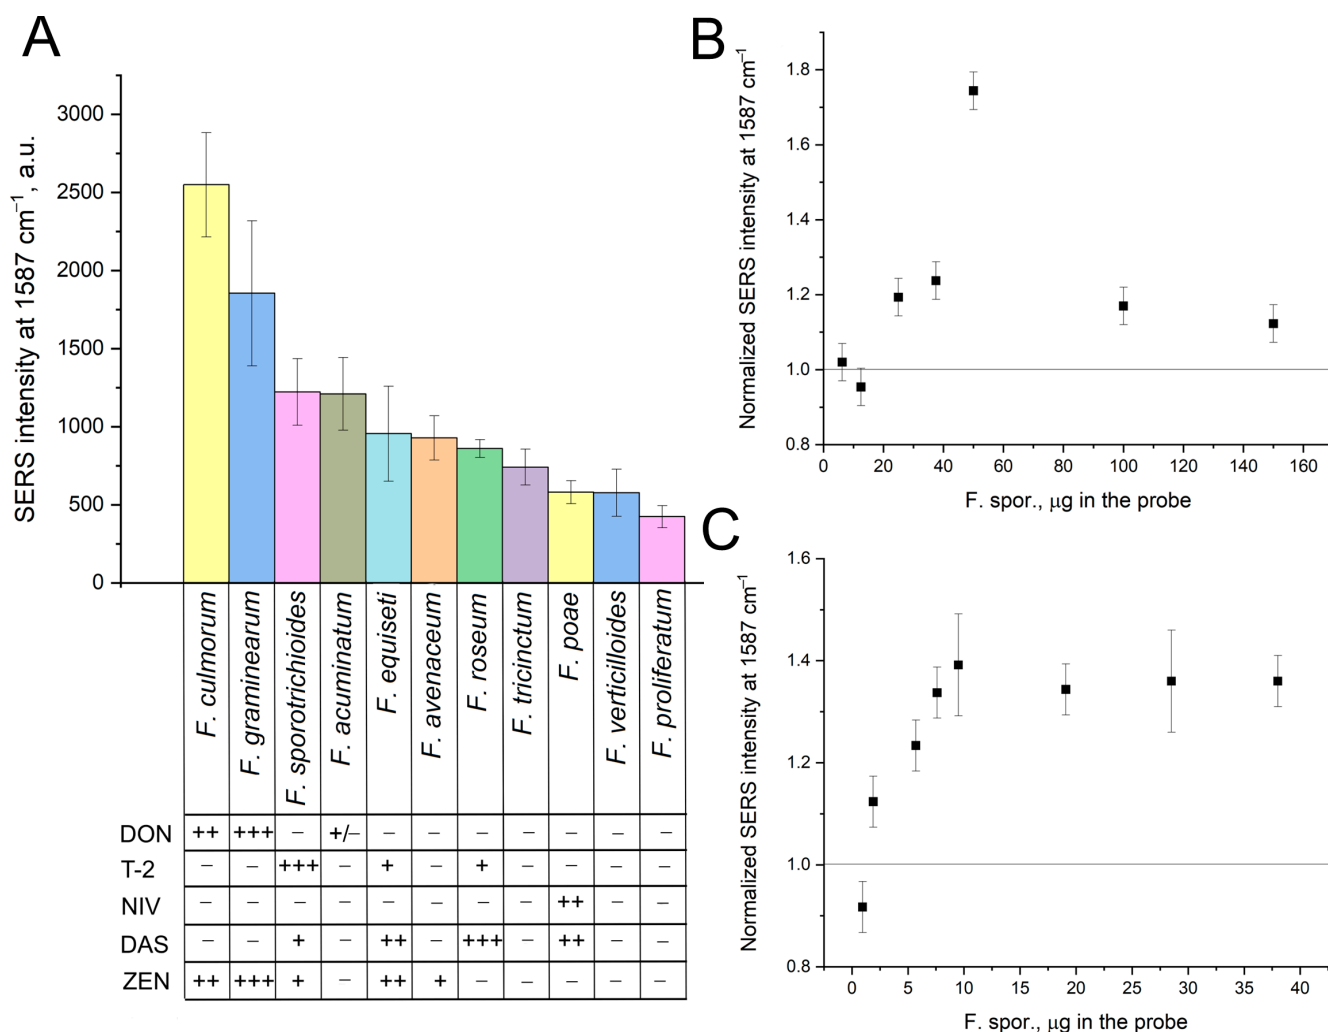 A
SERS intensity at 1587 cm⁻¹, a.u.
3000
2500
2000
1500
1000
500
0
F. culmorum
F. graminearum
F. sporotrichioides
F. acuminatum
F. equiseti
F. avenaceum
F. roseum
F. tricinctum
F. poae
F. verticilloides
F. proliferatum
DON ++ +++ – +/– – – – – – – –
T-2 – – +++ – + – + – – – –
NIV – – – – – – – – ++ – –
DAS – – + – ++ – +++ – ++ – –
ZEN ++ +++ + – ++ + – – – – –
B
Normalized SERS intensity at 1587 cm⁻¹
1.8
1.6
1.4
1.2
1.0
0.8
0 20 40 60 80 100 120 140 160
F. spor., μg in the probe
C
Normalized SERS intensity at 1587 cm⁻¹
1.6
1.4
1.2
1.0
0.8
0 5 10 15 20 25 30 35 40
F. spor., μg in the probe